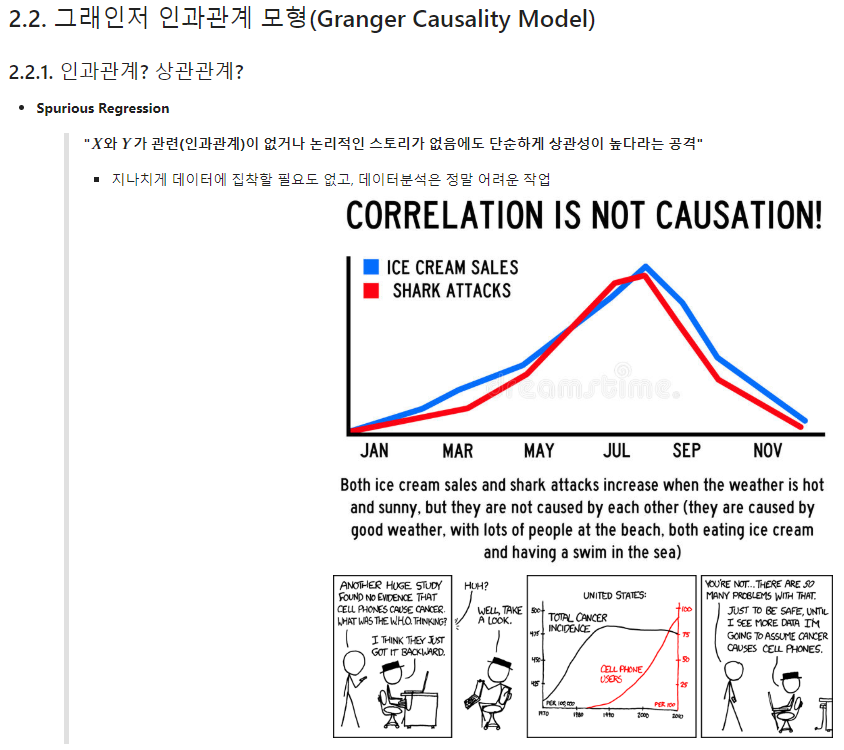 2.2. 그래인저 인과관계 모형(Granger Causality Model)
2.2.1. 인과관계? 상관관계?
• Spurious Regression
"X와 Y가 관련(인과관계)이 없거나 논리적인 스토리가 없음에도 단순하게 상관성이 높다라는 공격"
▪ 지나치게 데이터에 집착할 필요도 없고, 데이터분석은 정말 어려운 작업
CORRELATION IS NOT CAUSATION!
ICE CREAM SALES
SHARK ATTACKS
dreamstime.
JAN MAR MAY JUL SEP NOV
Both ice cream sales and shark attacks increase when the weather is hot
and sunny, but they are not caused by each other (they are caused by
good weather, with lots of people at the beach, both eating ice cream
and having a swim in the sea)
ANOTHER HUGE STUDY
FOUND NO EVIDENCE THAT
CELL PHONES CAUSE CANCER.
WHAT WAS THE W.H.O. THINKING?
I THINK THEY JUST
GOT IT BACKWARD.
HUH?
WELL, TAKE
A LOOK.
UNITED STATES:
TOTAL CANCER
INCIDENCE
CELL PHONE
USERS
500
475
450
425
100
75
50
25
PER 100,000
PER 100
1970 1980 1990 2000 2010
YOU'RE NOT... THERE ARE SO
MANY PROBLEMS WITH THAT.
JUST TO BE SAFE, UNTIL
I SEE MORE DATA I'M
GOING TO ASSUME CANCER
CAUSES CELL PHONES.